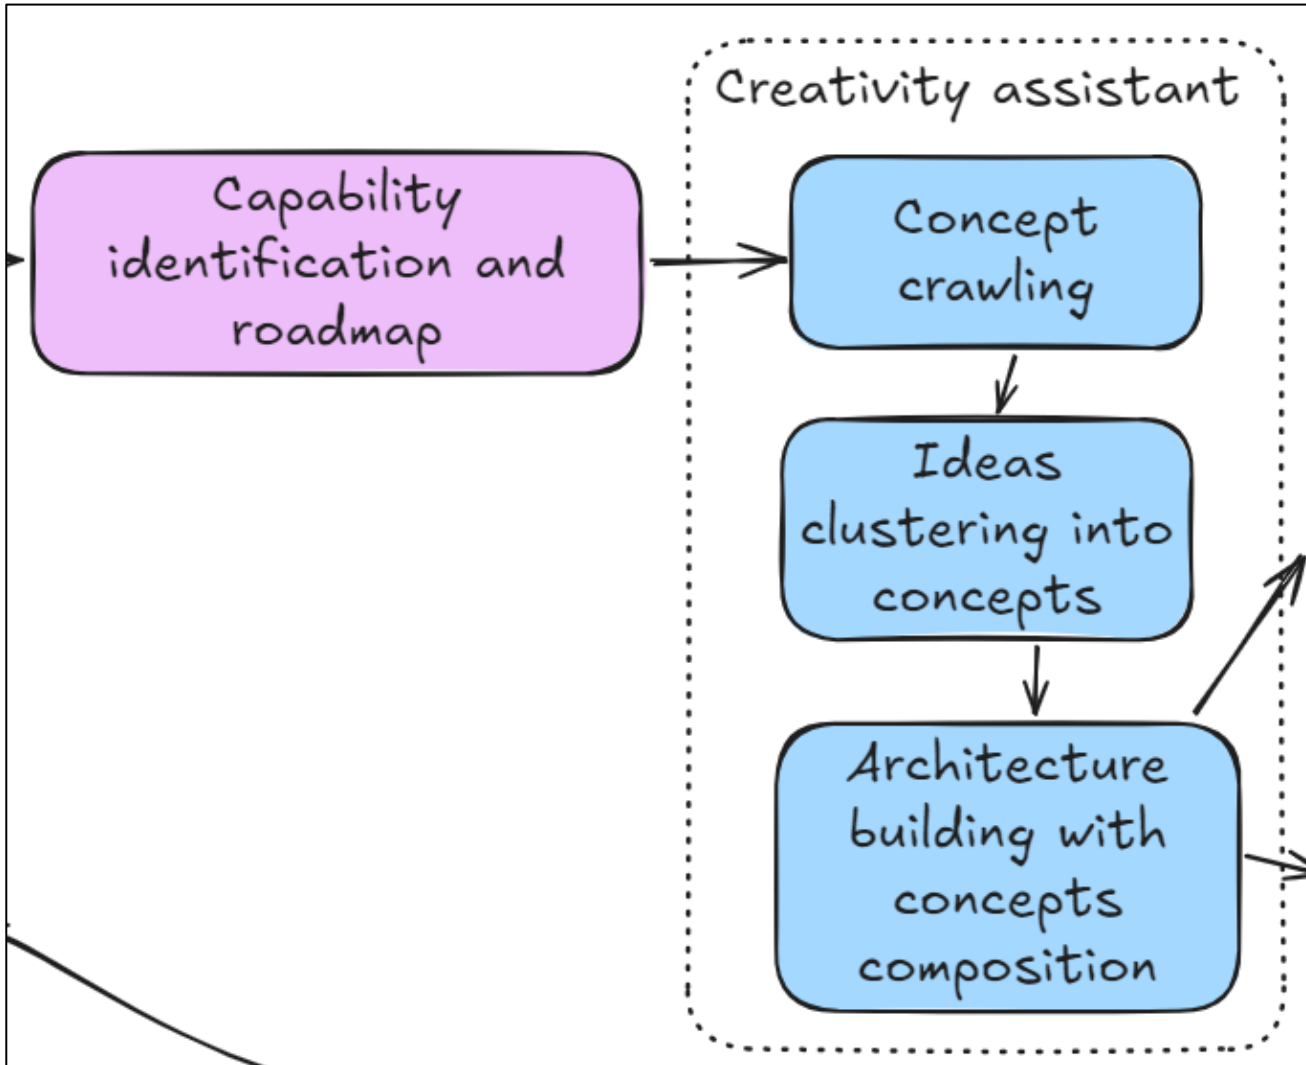 Creativity assistant
Capability
identification and
roadmap
Concept
crawling
Ideas
clustering into
concepts
Architecture
building with
concepts
composition